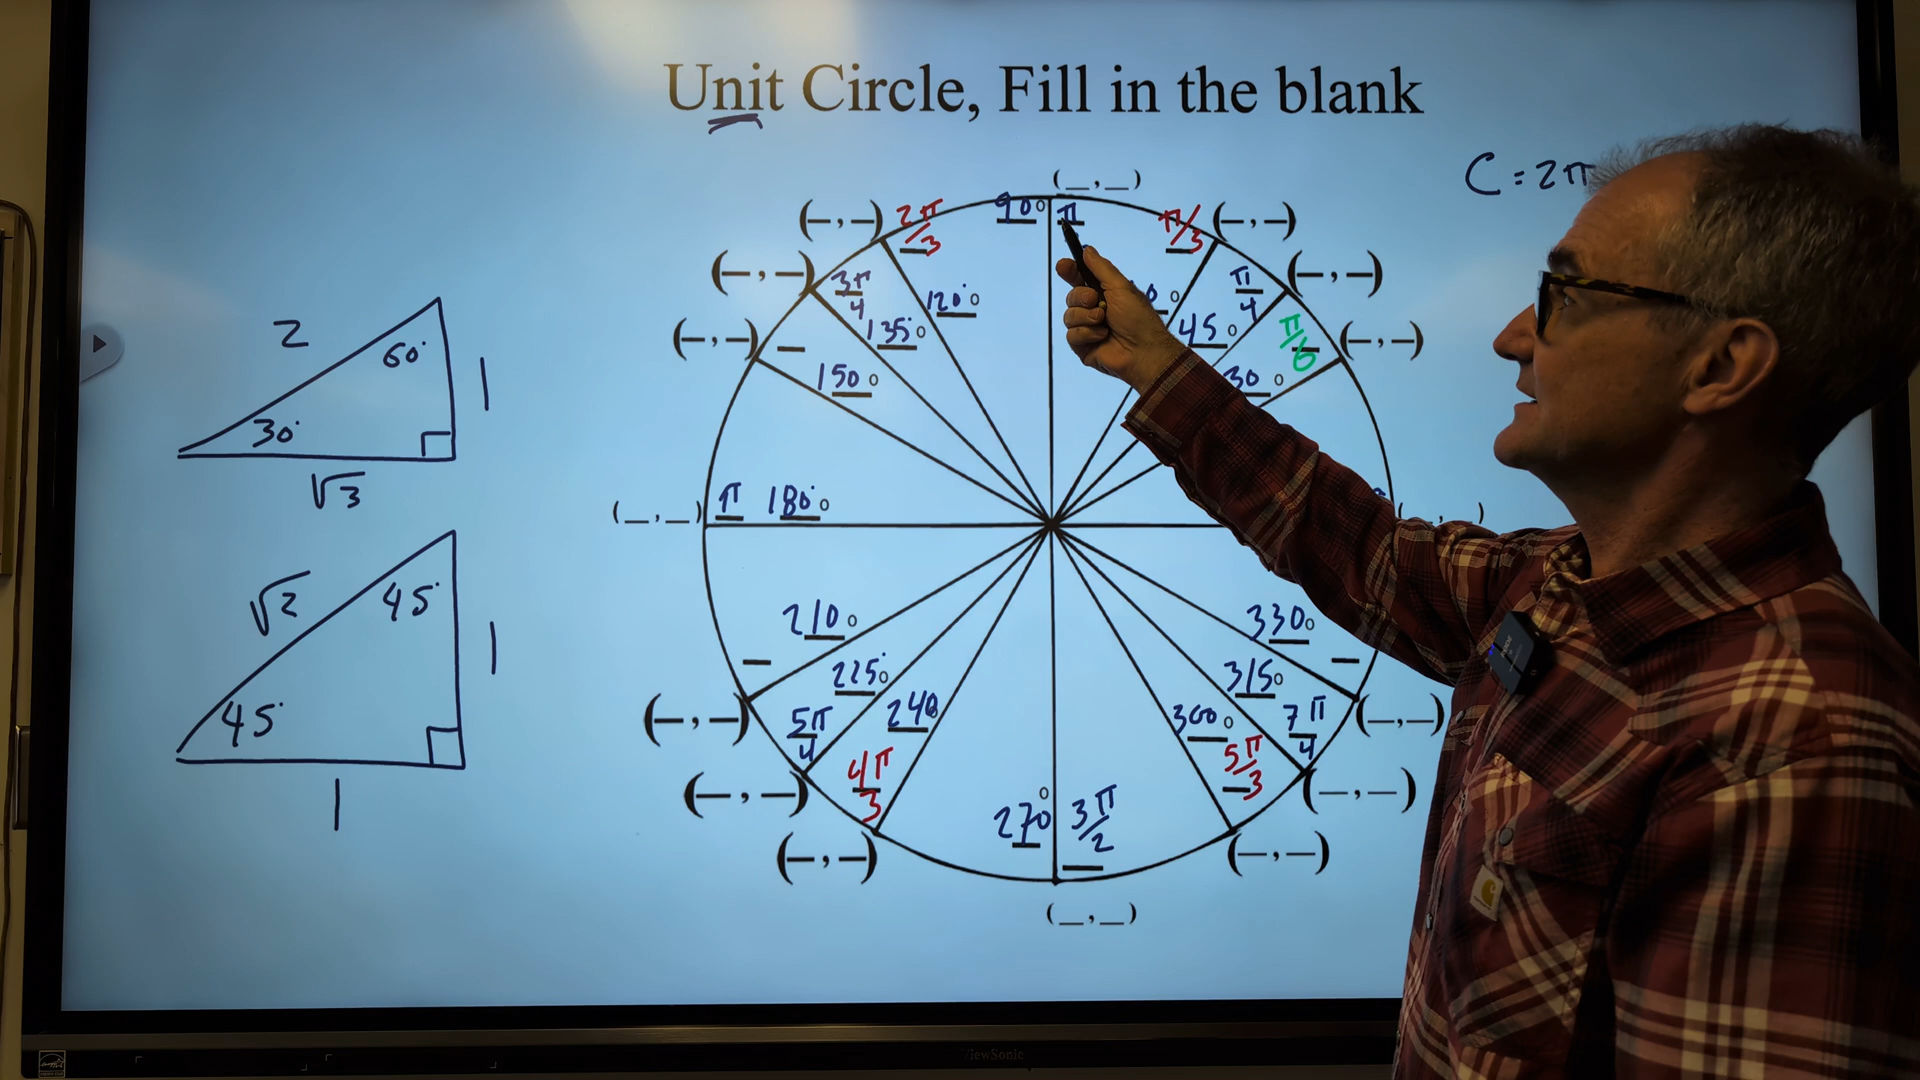 Unit Circle, Fill in the blank
C = 2π
(_,_)
90° π
(_,_) 2π/3
π/3 (_,_)
(_,_) 3π/4
π/4 (_,_)
120°
135°
45°
(_,_) _
π/6 (_,_)
150°
30°
π 180°
(_,_)
210°
225°
240
5π/4
4π/3
(_,_)
(_,_)
(_,_)
270° 3π/2
(_,_)
330°
315°
300°
7π/4
5π/3
(_,_)
(_,_)
(_,_)
2
60°
1
30°
√3
√2
45°
1
45°
1
ViewSonic